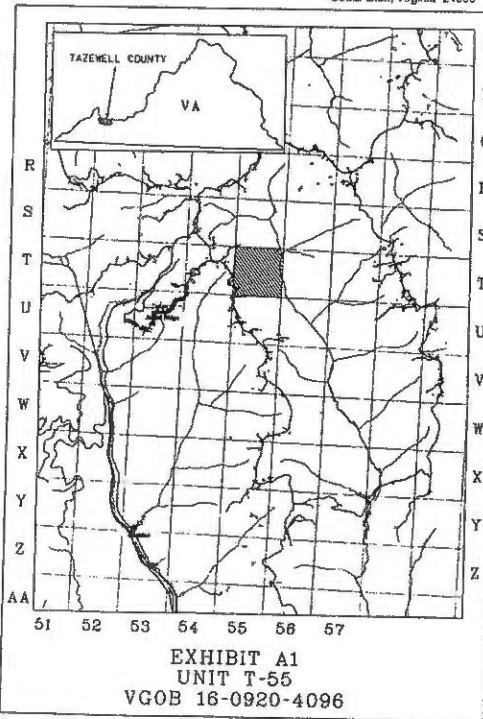 TAZEWELL COUNTY
VA
R
S
T
U
V
W
X
Y
Z
AA
S
T
U
V
W
X
Z
51 52 53 54 55 56 57
EXHIBIT A1
UNIT T-55
VGOB 16-0920-4096